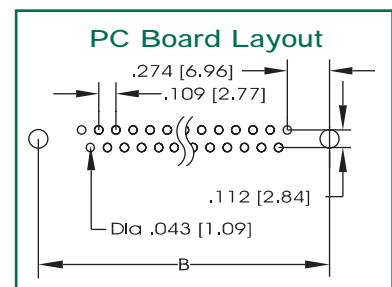 PC Board Layout
.274 [6.96]
.109 [2.77]
.112 [2.84]
Dia .043 [1.09]
B